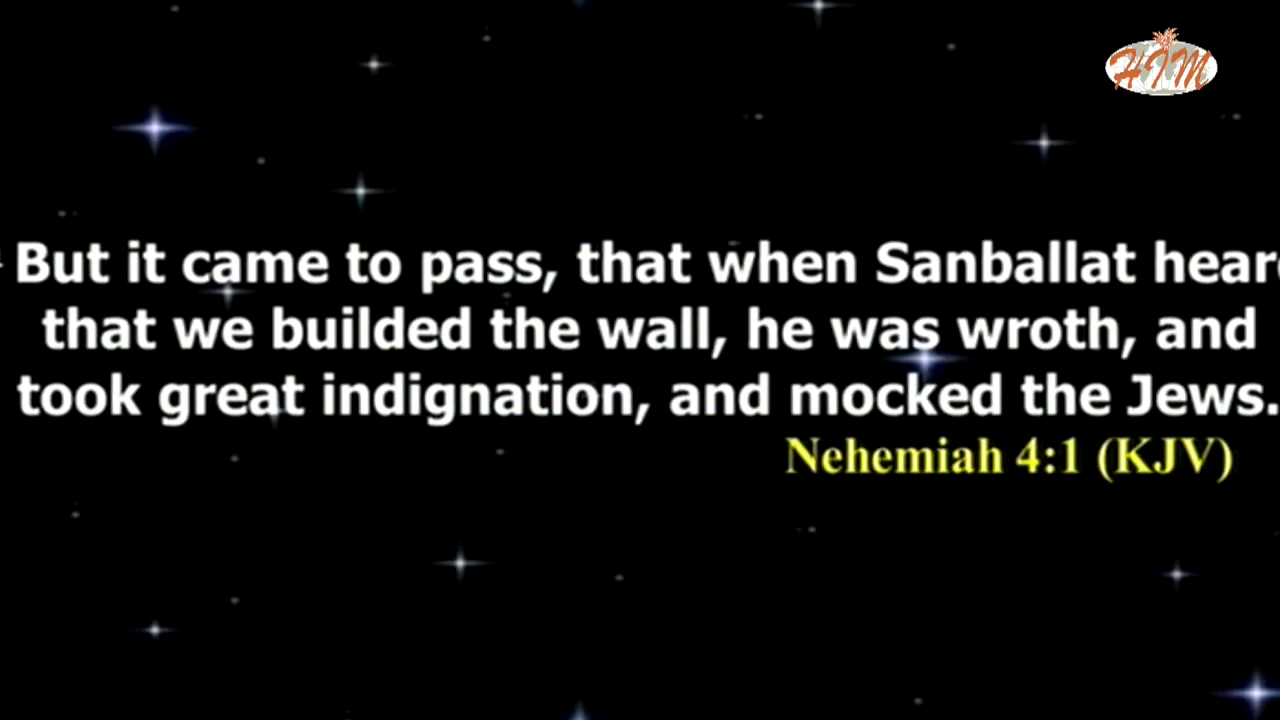 HIM
But it came to pass, that when Sanballat heard
that we builded the wall, he was wroth, and
took great indignation, and mocked the Jews.
Nehemiah 4:1 (KJV)